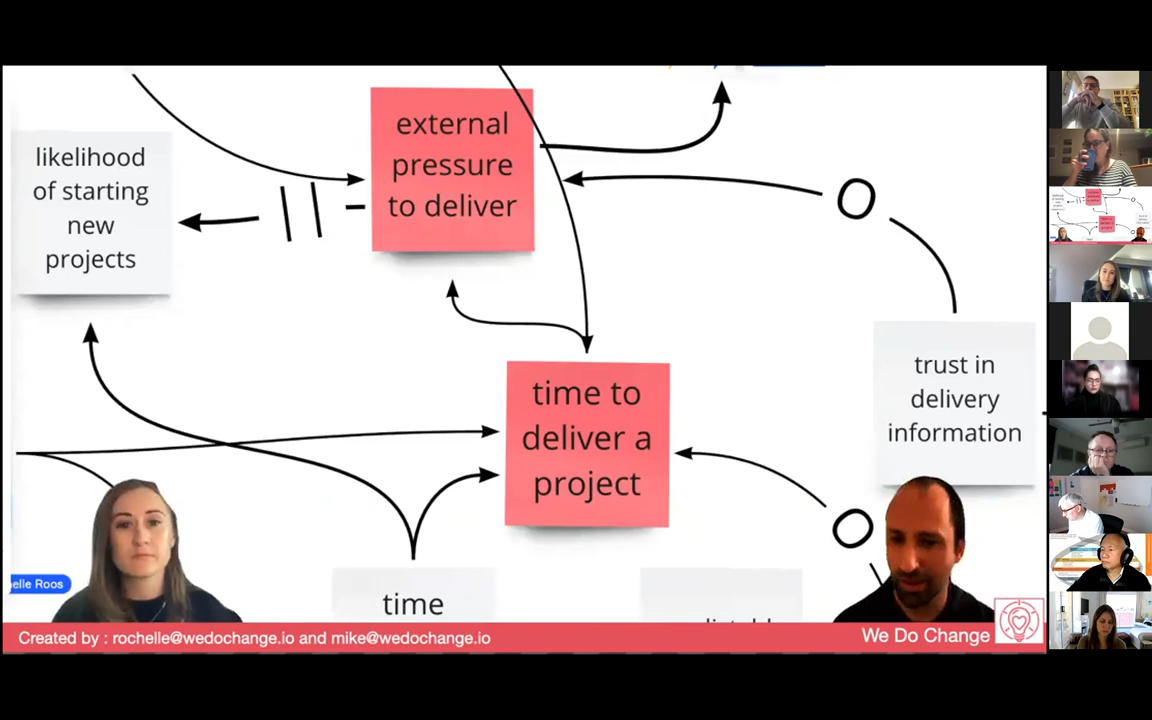 external
pressure
to deliver
likelihood
of starting
new
projects
O
trust in
delivery
information
time to
deliver a
project
O
time
elle Roos
Created by : rochelle@wedochange.io and mike@wedochange.io
We Do Change